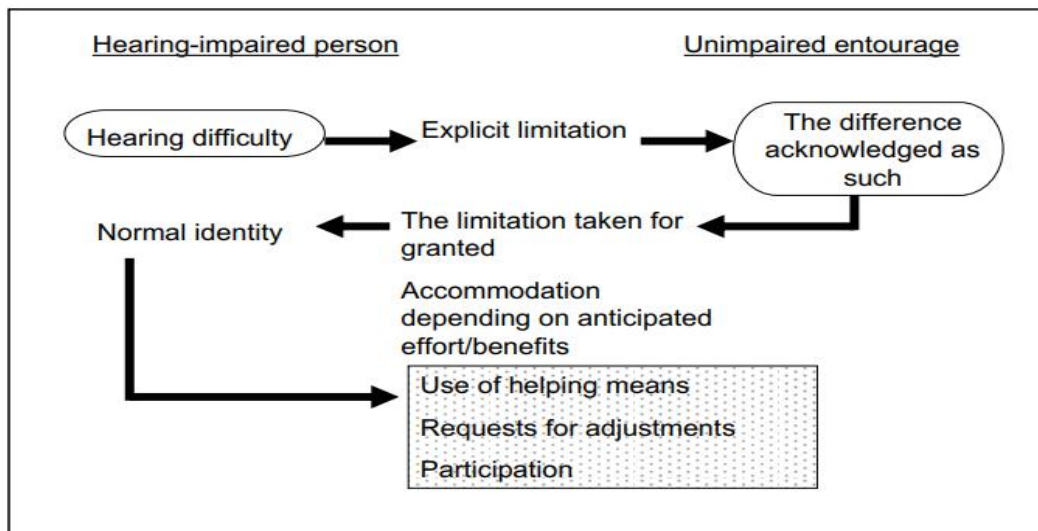 Hearing-impaired person
Unimpaired entourage
Hearing difficulty
Explicit limitation
The difference
acknowledged as
such
Normal identity
The limitation taken for
granted
Accommodation
depending on anticipated
effort/benefits
Use of helping means
Requests for adjustments
Participation